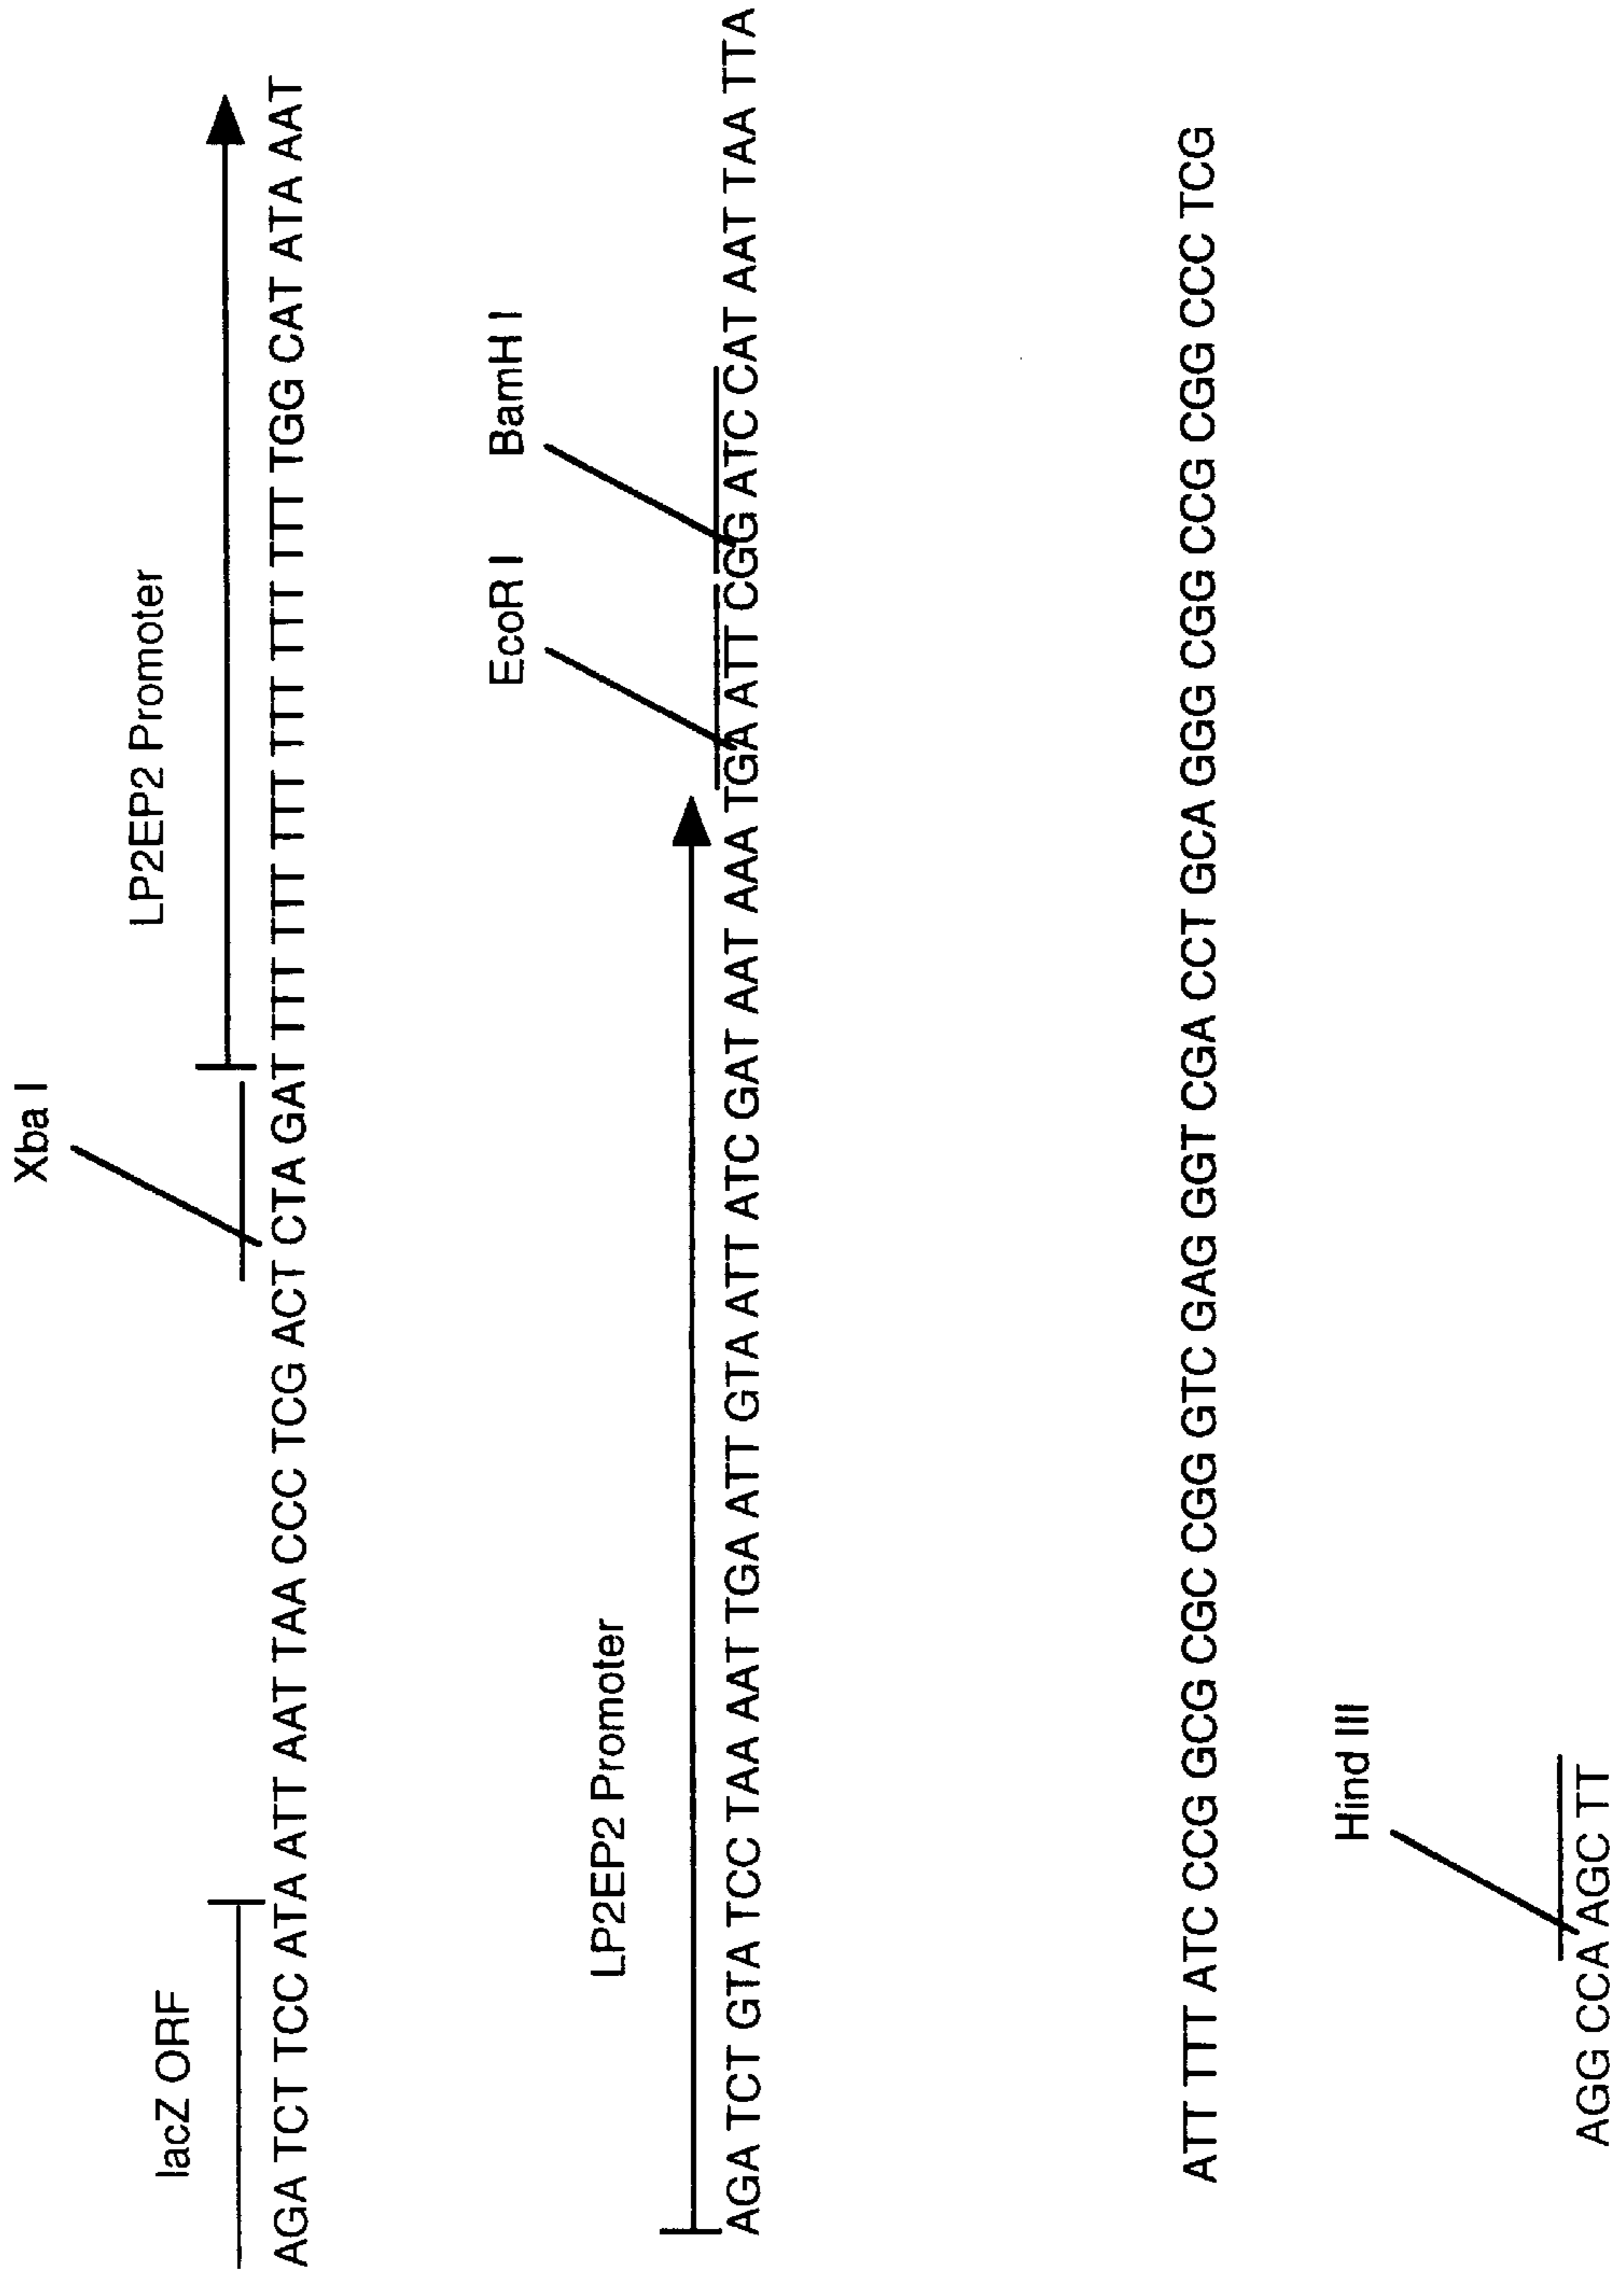 Xba I
LP2EP2 Promoter
lacZ ORF
AGA TCT TCC ATA ATT AAT TAA CCC TCG ACT CTA GAT TTT TTT TTT TTT TTT TTT TTT TTT TGG CAT ATA AAT
EcoR I BamH I
LP2EP2 Promoter
AGA TCT GTA TCC TAA AAT TGA ATT GTA ATT ATC GAT AAT AAA TGA ATT CGG ATC CAT AAT TAA TTA
ATT TTT ATC CCG GCG CGC CGG GTC GAG GGT CGA CCT GCA GGG CGG CCG CGG CCC TCG
Hind III
AGG CCA AGC TT